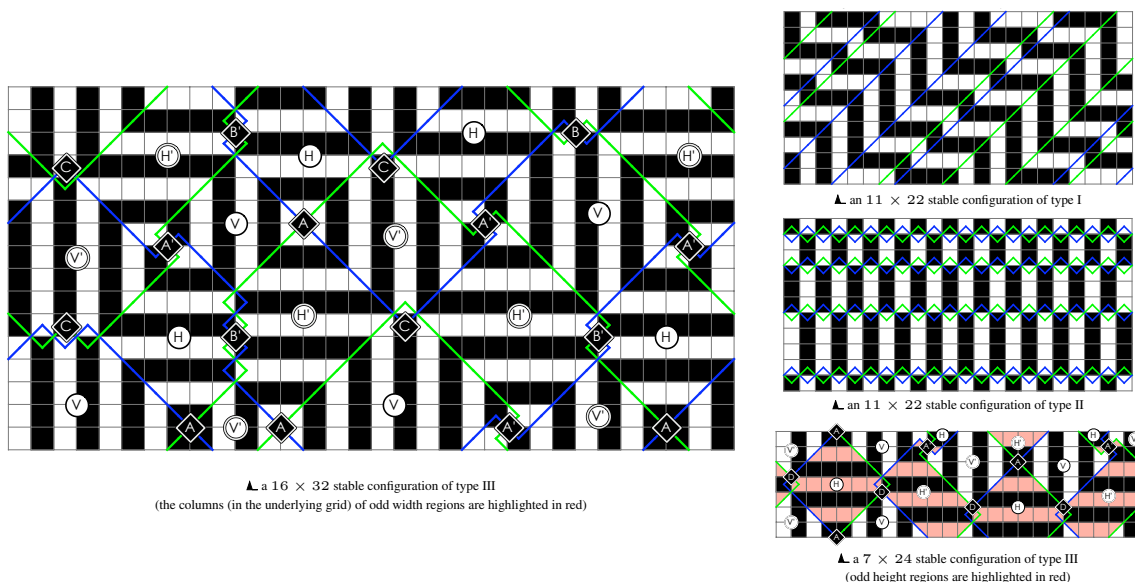 B'
B
H
C
H'
H
C
H'
V
V
A
A'
V'
A'
A'
V'
H'
H'
C
C
H
B
B
H
V
V
A
V'
A
A'
V'
A
an 11 × 22 stable configuration of type I
an 11 × 22 stable configuration of type II
a 16 × 32 stable configuration of type III
(the columns (in the underlying grid) of odd width regions are highlighted in red)
A
H
H
V'
V
A
H'
A
V'
A
V
D
H
D
H'
H'
D
H
D
V'
V
A
a 7 × 24 stable configuration of type III
(odd height regions are highlighted in red)